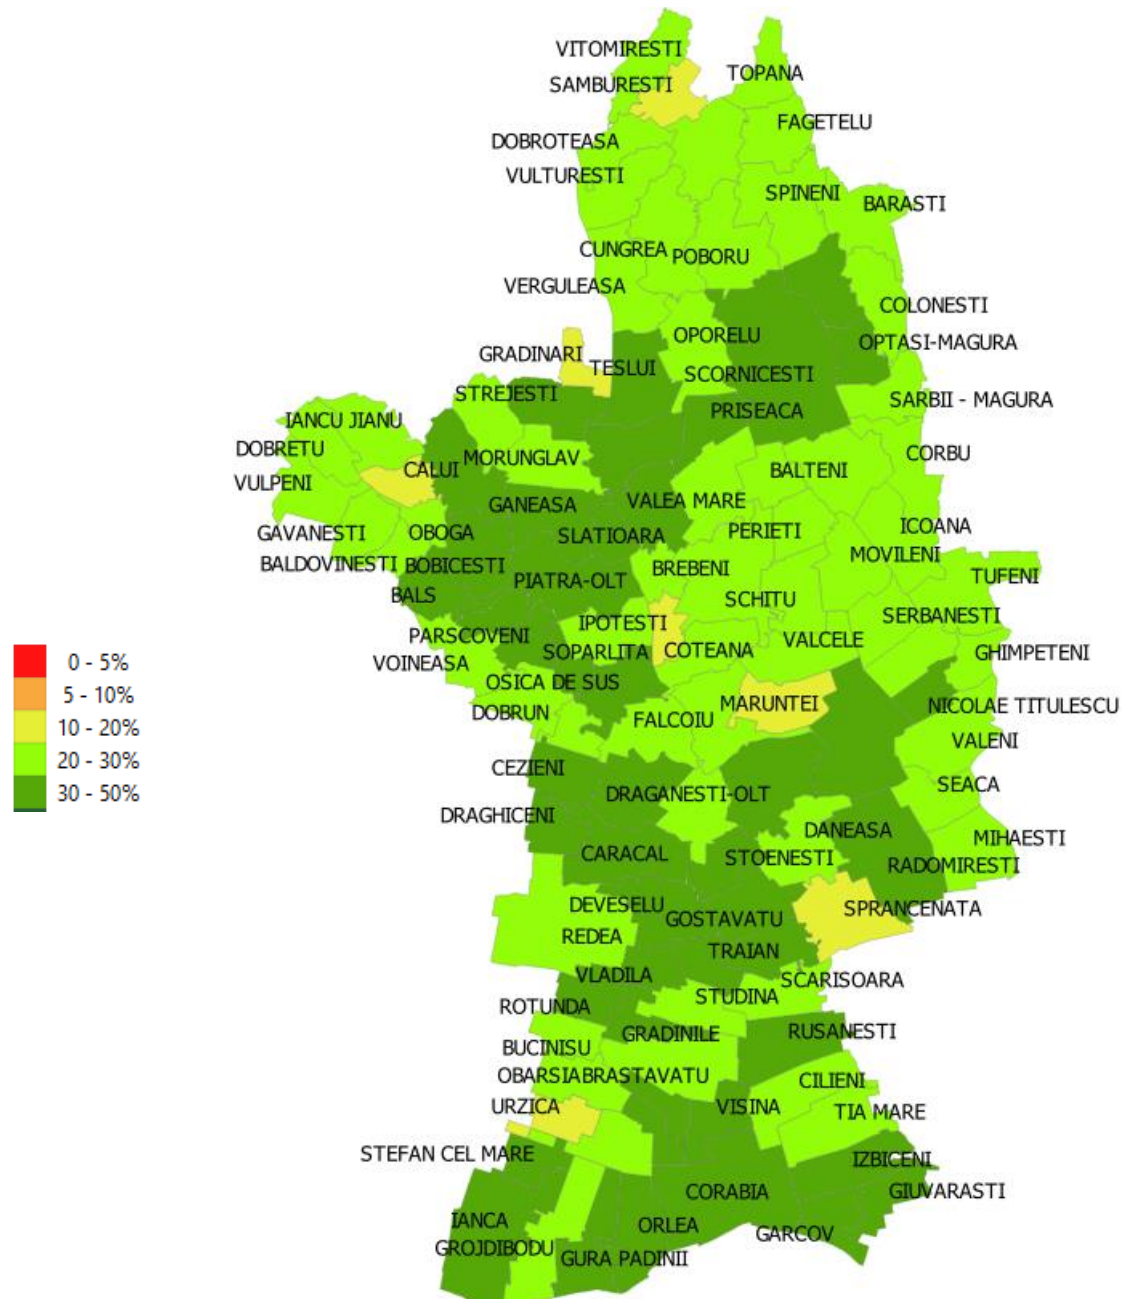 VITOMIRESTI
TOPANA
SAMBURESTI
FAGETELU
DOBROTEASA
VULTURESTI
SPINENI
BARASTI
CUNGREA
POBORU
VERGULEASA
COLONESTI
OPORELU
OPTASI-MAGURA
GRADINARI
TESLUI
SCORNICESTI
STREJESTI
SARBII - MAGURA
PRISEACA
IANCU JIANU
DOBRETU
CORBU
MORUNGLAV
CALUI
BALTENI
VULPENI
VALEA MARE
GANEASA
ICOANA
GAVANESTI
OBOGA
SLATIOARA
PERIETI
MOVILENI
BALDOVINESTI
BOBICESTI
BREBENI
TUFENI
PIATRA-OLT
BALS
SCHITU
SERBANESTI
IPOTESTI
PARSCOVENI
VALCELE
SOPARLITA
COTEANA
GHIMPETENI
VOINEASA
0 - 5%
OSICA DE SUS
5 - 10%
MARUNTEI
NICOLAE TITULESCU
DOBRUN
FALCOIU
10 - 20%
VALENI
20 - 30%
CEZIENI
SEACA
30 - 50%
DRAGANESTI-OLT
DRAGHICENI
DANEASA
MIHAESTI
CARACAL
STOENESTI
RADOMIRESTI
DEVESELU
SPRANCENATA
GOSTAVATU
REDEA
TRAIAN
VLADILA
SCARISOARA
STUDINA
ROTUNDA
GRADINILE
RUSANESTI
BUCINISU
OBARSIABRASTAVATU
CILIENI
URZICA
VISINA
TIA MARE
STEFAN CEL MARE
IZBICENI
CORABIA
GIUVARASTI
IANCA
ORLEA
GARCOV
GROJDIBODU
GURA PADINII